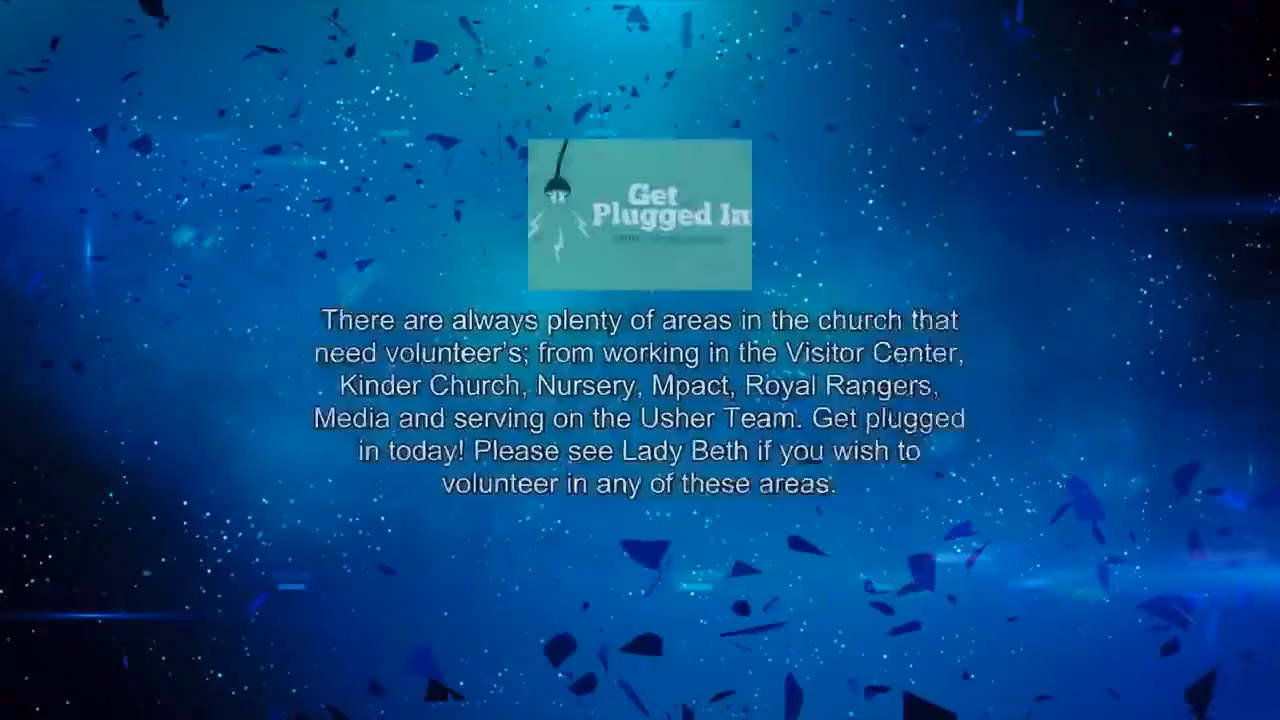 Get
Plugged In
There are always plenty of areas in the church that
need volunteer's; from working in the Visitor Center,
Kinder Church, Nursery, Mpact, Royal Rangers,
Media and serving on the Usher Team. Get plugged
in today! Please see Lady Beth if you wish to
volunteer in any of these areas.